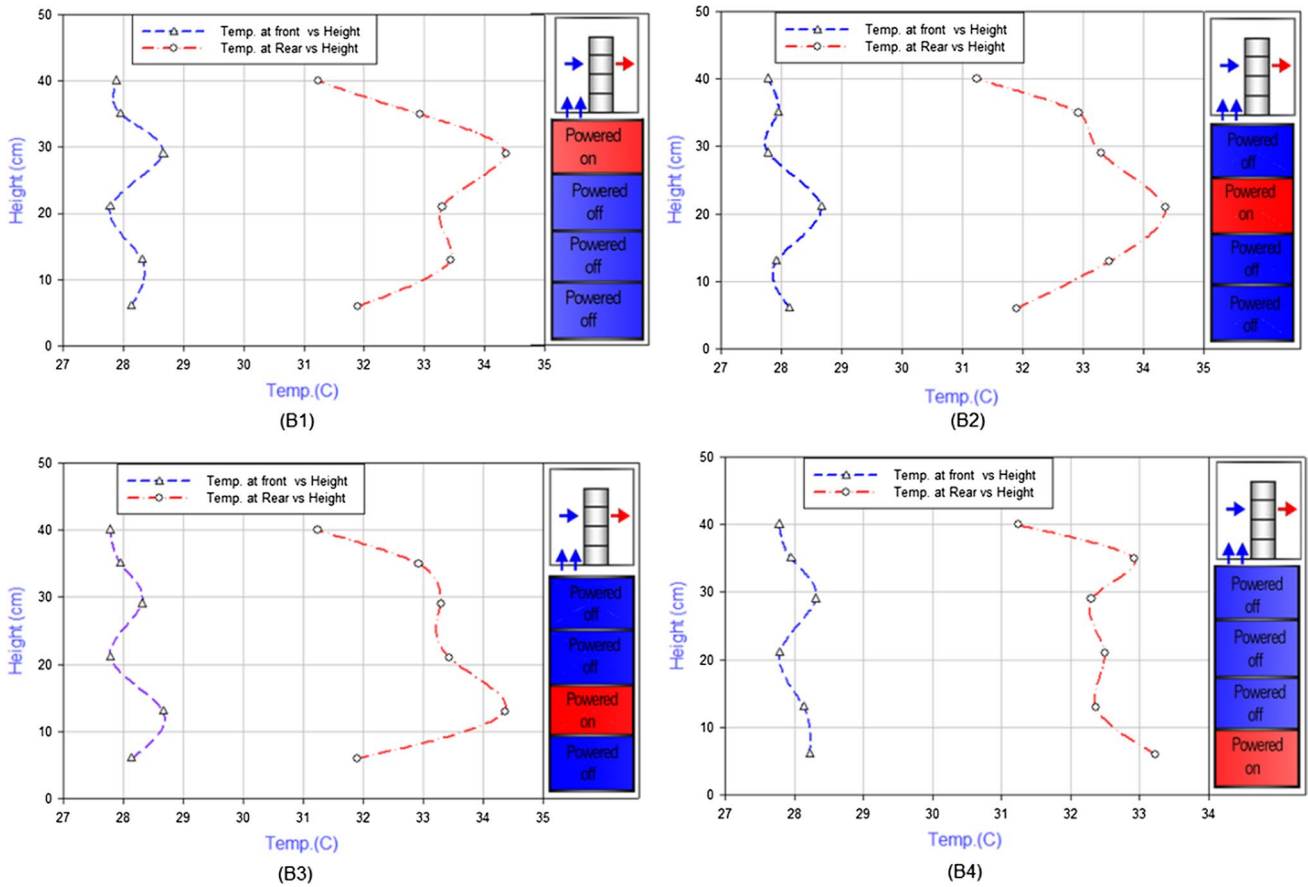 50
40
30
20
10
0
Height (cm)
Temp. at front vs Height
Temp. at Rear vs Height
Powered
on
Powered
off
Powered
off
Powered
off
27 28 29 30 31 32 33 34 35
Temp.(C)
(B1)
50
40
30
20
10
0
Height (cm)
Temp. at front vs Height
Temp. at Rear vs Height
Powered
off
Powered
on
Powered
off
Powered
off
27 28 29 30 31 32 33 34 35
Temp.(C)
(B2)
50
40
30
20
10
0
Height (cm)
Temp. at front vs Height
Temp. at Rear vs Height
Powered
off
Powered
off
Powered
on
Powered
off
27 28 29 30 31 32 33 34 35
Temp.(C)
(B3)
50
40
30
20
10
0
Height (cm)
Temp. at front vs Height
Temp. at Rear vs Height
Powered
off
Powered
off
Powered
off
Powered
on
27 28 29 30 31 32 33 34
Temp.(C)
(B4)